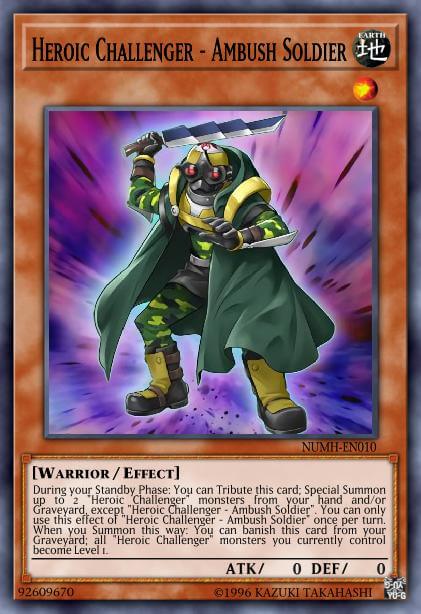 HEROIC CHALLENGER - AMBUSH SOLDIER
EARTH
地
NUMH-EN010
[WARRIOR / EFFECT]
During your Standby Phase: You can Tribute this card; Special Summon
up to 2 "Heroic Challenger" monsters from your hand and/or
Graveyard, except "Heroic Challenger - Ambush Soldier". You can only
use this effect of "Heroic Challenger - Ambush Soldier" once per turn.
When you Summon this way: You can banish this card from your
Graveyard; all "Heroic Challenger" monsters you currently control
become Level 1.
ATK/ 0 DEF/ 0
92609670
©1996 KAZUKI TAKAHASHI